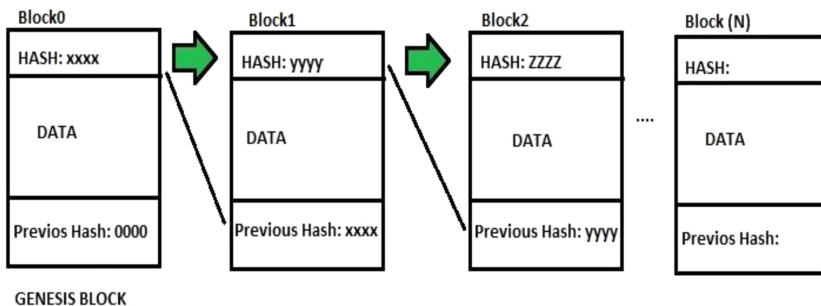 Block0
HASH: xxxx
DATA
Previos Hash: 0000
GENESIS BLOCK
Block1
HASH: yyyy
DATA
Previous Hash: xxxx
Block2
HASH: ZZZZ
DATA
Previous Hash: yyyy
....
Block (N)
HASH:
DATA
Previos Hash: